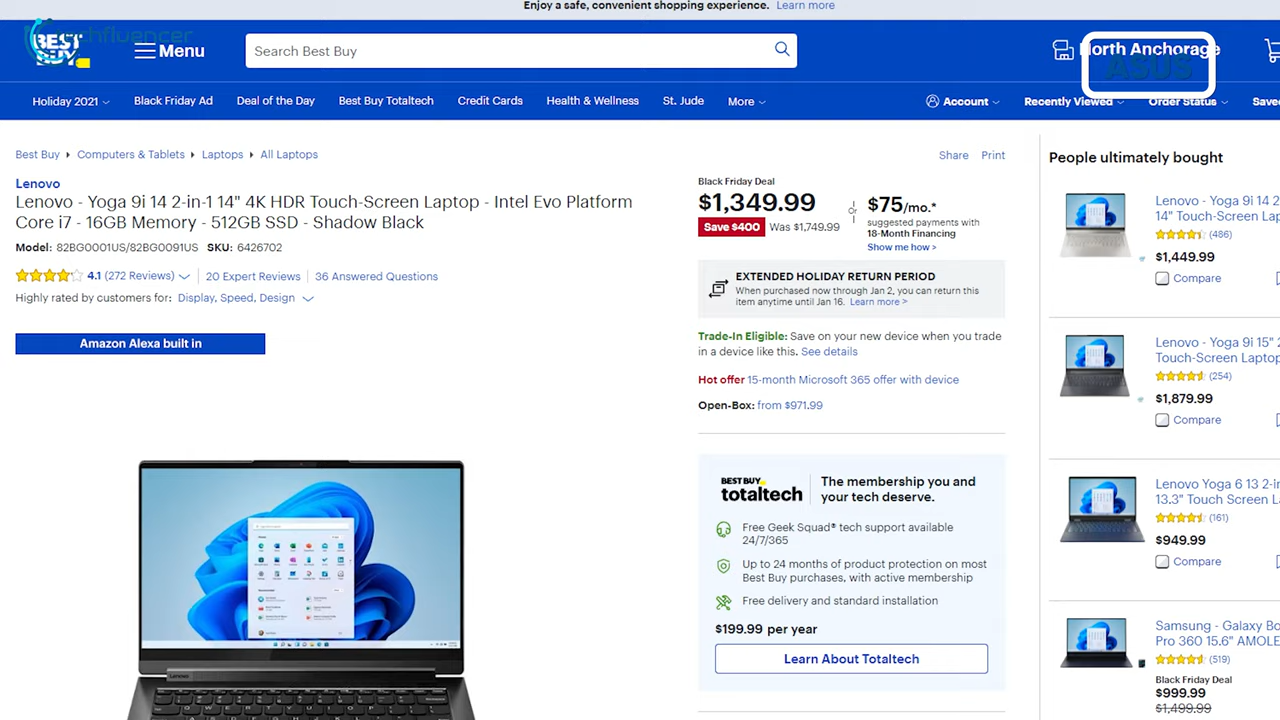 Enjoy a safe, convenient shopping experience. Learn more
techfluencer
BEST BUY
Menu
Search Best Buy
North Anchorage
ASUS
Holiday 2021
Black Friday Ad
Deal of the Day
Best Buy Totaltech
Credit Cards
Health & Wellness
St. Jude
More
Account
Recently Viewed
Order Status
Save
Best Buy
Computers & Tablets
Laptops
All Laptops
Share
Print
Lenovo
Lenovo - Yoga 9i 14 2-in-1 14" 4K HDR Touch-Screen Laptop - Intel Evo Platform
Core i7 - 16GB Memory - 512GB SSD - Shadow Black
Model: 82BG0001US/82BG0091US SKU: 6426702
4.1 (272 Reviews)
20 Expert Reviews
36 Answered Questions
Highly rated by customers for: Display, Speed, Design
Amazon Alexa built in
Lenovo
Black Friday Deal
$1,349.99
Save $400 Was $1,749.99
or
$75/mo.*
suggested payments with
18-Month Financing
Show me how >
EXTENDED HOLIDAY RETURN PERIOD
When purchased now through Jan 2, you can return this
item anytime until Jan 16. Learn more >
Trade-In Eligible: Save on your new device when you trade
in a device like this. See details
Hot offer 15-month Microsoft 365 offer with device
Open-Box: from $971.99
BEST BUY
totaltech
The membership you and
your tech deserve.
Free Geek Squad® tech support available
24/7/365
Up to 24 months of product protection on most
Best Buy purchases, with active membership
Free delivery and standard installation
$199.99 per year
Learn About Totaltech
People ultimately bought
Lenovo - Yoga 9i 14 2
14" Touch-Screen Lap
(486)
$1,449.99
Compare
Lenovo - Yoga 9i 15" 2
Touch-Screen Laptop
(254)
$1,879.99
Compare
Lenovo Yoga 6 13 2-in
13.3" Touch Screen La
(161)
$949.99
Compare
Samsung - Galaxy Bo
Pro 360 15.6" AMOLE
(519)
Black Friday Deal
$999.99
$1,499.99